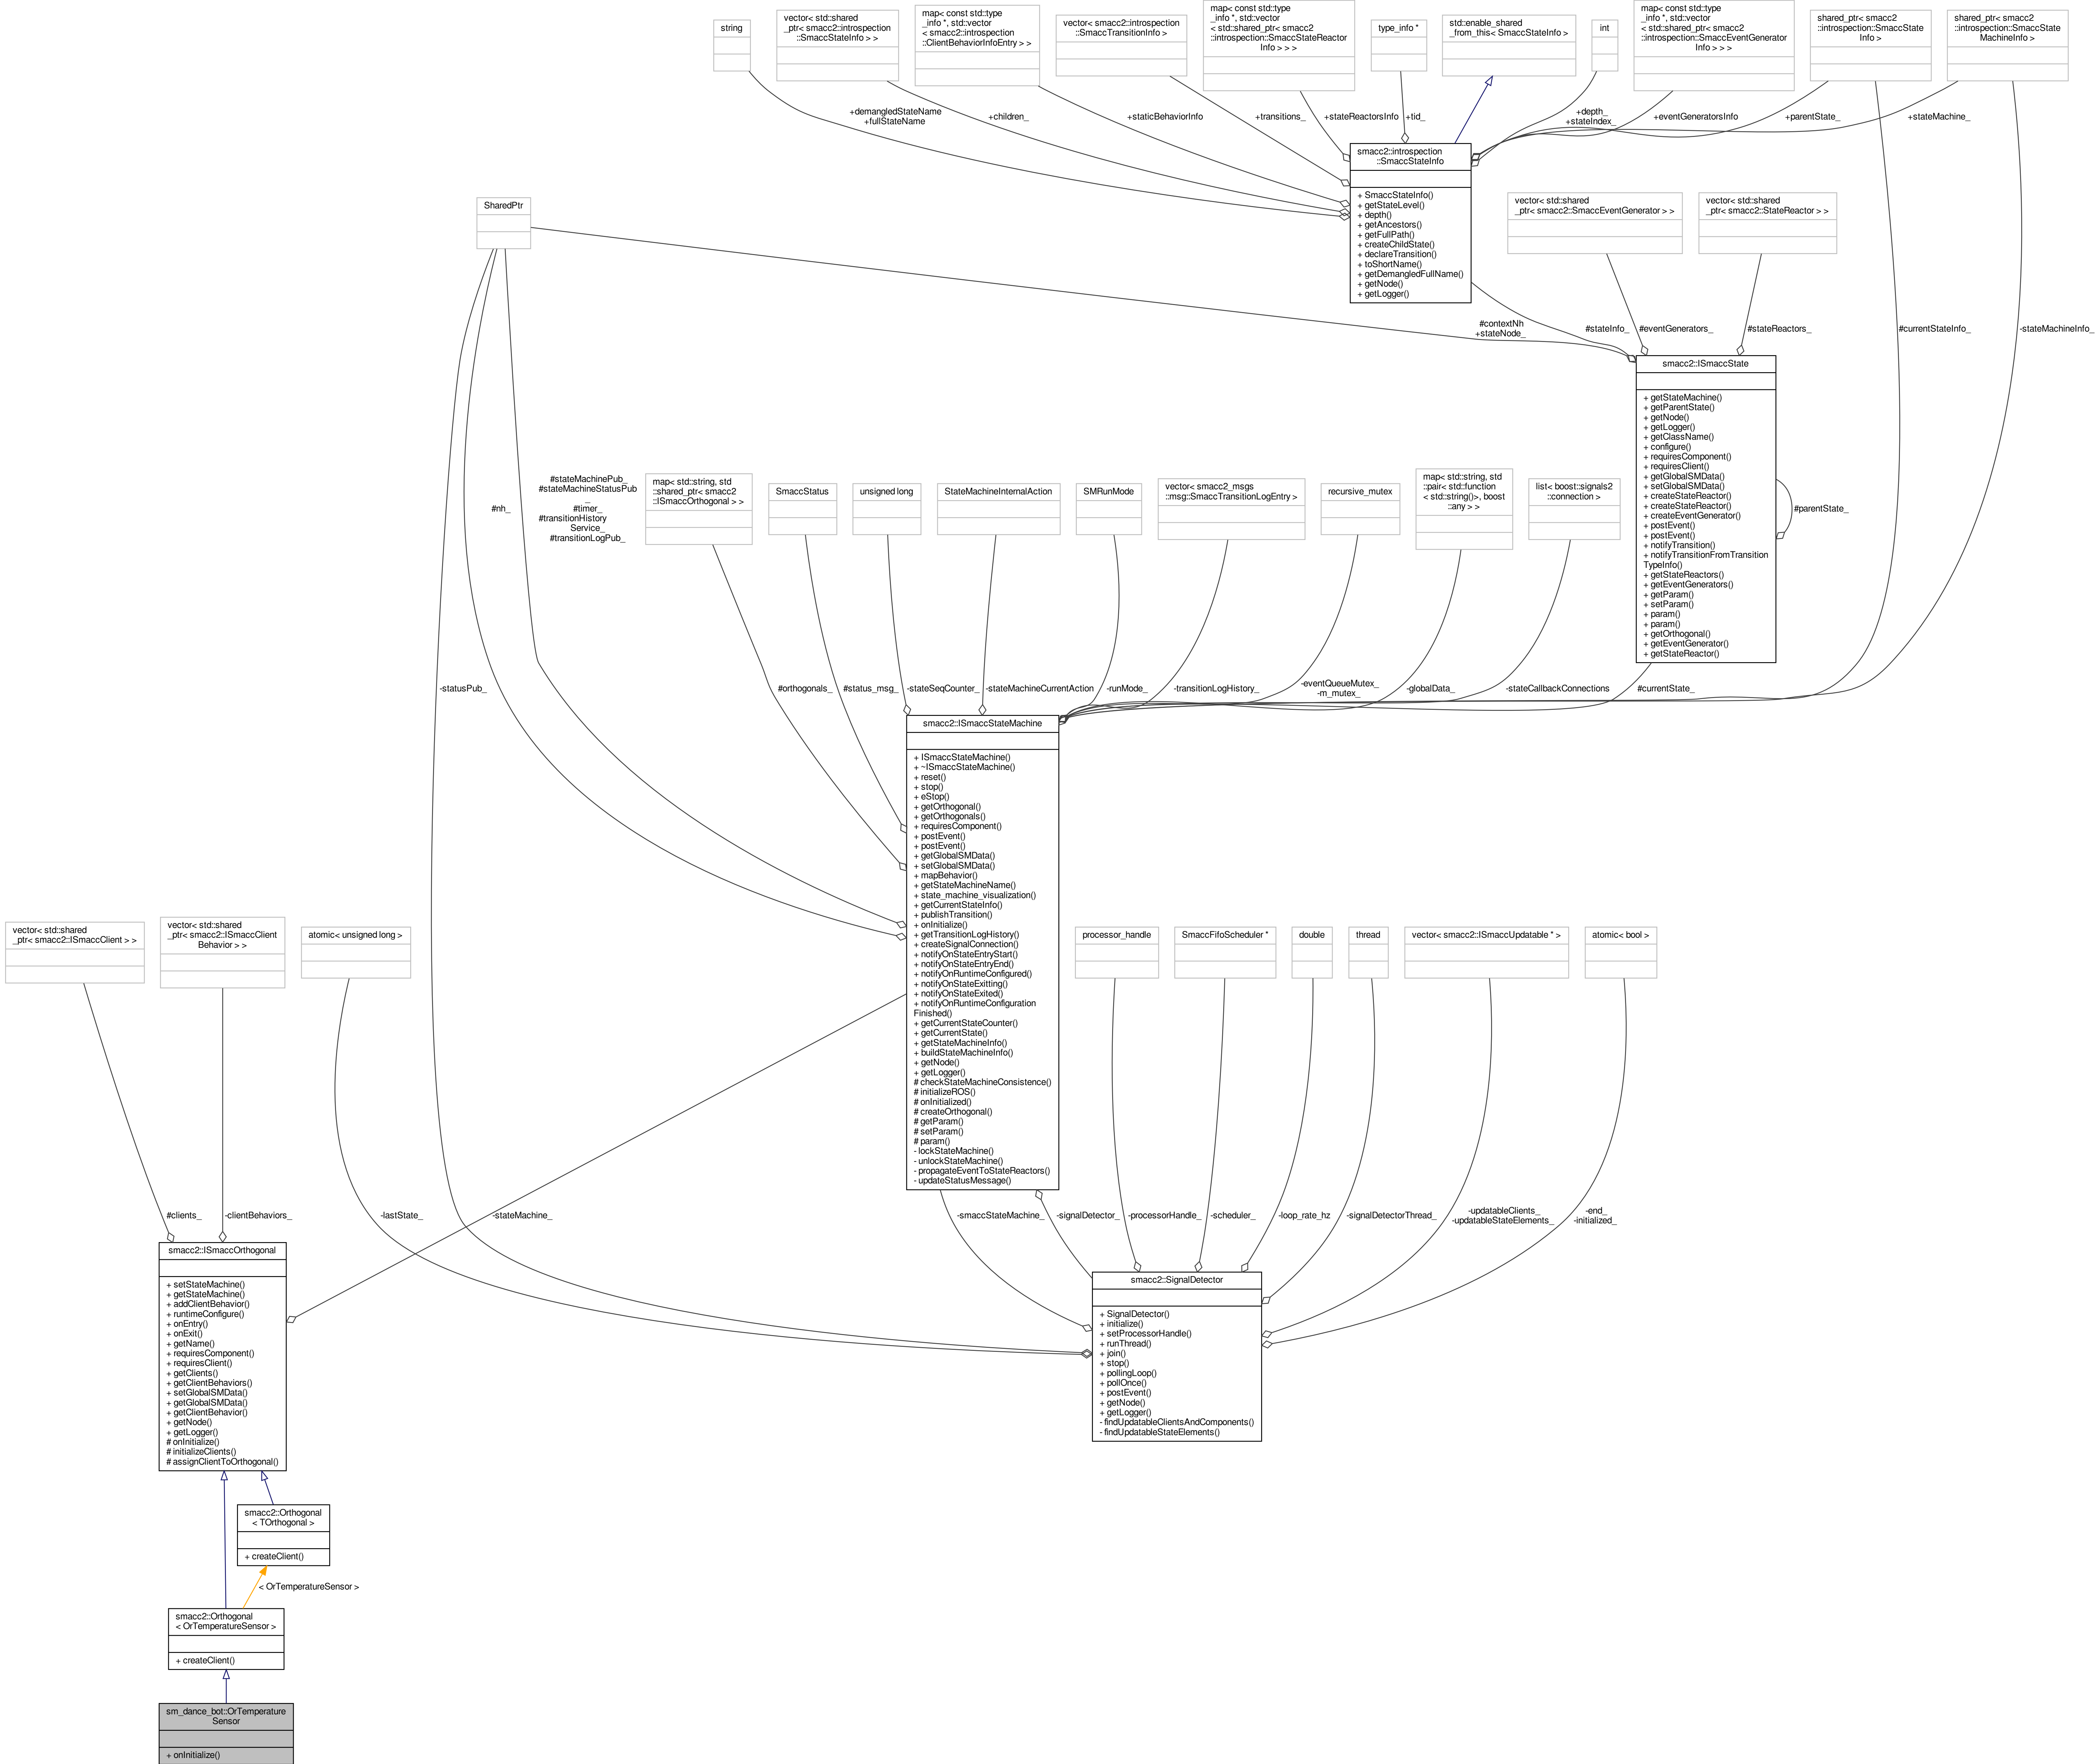 string
vector< std::shared
_ptr< smacc2::introspection
::SmaccStateInfo > >
map< const std::type
_info *, std::vector
< smacc2::introspection
::ClientBehaviorInfoEntry > >
vector< smacc2::introspection
::SmaccTransitionInfo >
map< const std::type
_info *, std::vector
< std::shared_ptr< smacc2
::introspection::SmaccStateReactor
Info > > >
type_info *
std::enable_shared
_from_this< SmaccStateInfo >
int
map< const std::type
_info *, std::vector
< std::shared_ptr< smacc2
::introspection::SmaccEventGenerator
Info > > >
shared_ptr< smacc2
::introspection::SmaccState
Info >
shared_ptr< smacc2
::introspection::SmaccState
MachineInfo >
+demangledStateName
+fullStateName
+children_
+staticBehaviorInfo
+transitions_
+stateReactorsInfo
+tid_
+depth_
+stateIndex_
+eventGeneratorsInfo
+parentState_
+stateMachine_
smacc2::introspection
::SmaccStateInfo
+ SmaccStateInfo()
+ getStateLevel()
+ depth()
+ getAncestors()
+ getFullPath()
+ createChildState()
+ declareTransition()
+ toShortName()
+ getDemangledFullName()
+ getNode()
+ getLogger()
SharedPtr
vector< std::shared
_ptr< smacc2::SmaccEventGenerator > >
vector< std::shared
_ptr< smacc2::StateReactor > >
#contextNh
+stateNode_
#stateInfo_
#eventGenerators_
#stateReactors_
#currentStateInfo_
-stateMachineInfo_
smacc2::ISmaccState
+ getStateMachine()
+ getParentState()
+ getNode()
+ getLogger()
+ getClassName()
+ configure()
+ requiresComponent()
+ requiresClient()
+ getGlobalSMData()
+ setGlobalSMData()
+ createStateReactor()
+ createStateReactor()
+ createEventGenerator()
+ postEvent()
+ postEvent()
+ notifyTransition()
+ notifyTransitionFromTransition
TypeInfo()
+ getStateReactors()
+ getEventGenerators()
+ getParam()
+ setParam()
+ param()
+ param()
+ getOrthogonal()
+ getEventGenerator()
+ getStateReactor()
#parentState_
#nh_
#stateMachinePub_
#stateMachineStatusPub
_
#timer_
#transitionHistory
Service_
#transitionLogPub_
map< std::string, std
::shared_ptr< smacc2
::ISmaccOrthogonal > >
SmaccStatus
unsigned long
StateMachineInternalAction
SMRunMode
vector< smacc2_msgs
::msg::SmaccTransitionLogEntry >
recursive_mutex
map< std::string, std
::pair< std::function
< std::string()>, boost
::any > >
list< boost::signals2
::connection >
-statusPub_
#orthogonals_
#status_msg_
-stateSeqCounter_
-stateMachineCurrentAction
-runMode_
-transitionLogHistory_
-eventQueueMutex_
-m_mutex_
-globalData_
-stateCallbackConnections
#currentState_
smacc2::ISmaccStateMachine
+ ISmaccStateMachine()
+ ~ISmaccStateMachine()
+ reset()
+ stop()
+ eStop()
+ getOrthogonal()
+ getOrthogonals()
+ requiresComponent()
+ postEvent()
+ postEvent()
+ getGlobalSMData()
+ setGlobalSMData()
+ mapBehavior()
+ getStateMachineName()
+ state_machine_visualization()
+ getCurrentStateInfo()
+ publishTransition()
+ onInitialize()
+ getTransitionLogHistory()
+ createSignalConnection()
+ notifyOnStateEntryStart()
+ notifyOnStateEntryEnd()
+ notifyOnRuntimeConfigured()
+ notifyOnStateExitting()
+ notifyOnStateExited()
+ notifyOnRuntimeConfiguration
Finished()
+ getCurrentStateCounter()
+ getCurrentState()
+ getStateMachineInfo()
+ buildStateMachineInfo()
+ getNode()
+ getLogger()
# checkStateMachineConsistence()
# initializeROS()
# onInitialized()
# createOrthogonal()
# getParam()
# setParam()
# param()
- lockStateMachine()
- unlockStateMachine()
- propagateEventToStateReactors()
- updateStatusMessage()
vector< std::shared
_ptr< smacc2::ISmaccClient > >
vector< std::shared
_ptr< smacc2::ISmaccClient
Behavior > >
atomic< unsigned long >
processor_handle
SmaccFifoScheduler *
double
thread
vector< smacc2::ISmaccUpdatable * >
atomic< bool >
#clients_
-clientBehaviors_
-lastState_
-stateMachine_
-smaccStateMachine_
-signalDetector_
-processorHandle_
-scheduler_
-loop_rate_hz
-signalDetectorThread_
-updatableClients_
-updatableStateElements_
-end_
-initialized_
smacc2::ISmaccOrthogonal
+ setStateMachine()
+ getStateMachine()
+ addClientBehavior()
+ runtimeConfigure()
+ onEntry()
+ onExit()
+ getName()
+ requiresComponent()
+ requiresClient()
+ getClients()
+ getClientBehaviors()
+ setGlobalSMData()
+ getGlobalSMData()
+ getClientBehavior()
+ getNode()
+ getLogger()
# onInitialize()
# initializeClients()
# assignClientToOrthogonal()
smacc2::SignalDetector
+ SignalDetector()
+ initialize()
+ setProcessorHandle()
+ runThread()
+ join()
+ stop()
+ pollingLoop()
+ pollOnce()
+ postEvent()
+ getNode()
+ getLogger()
- findUpdatableClientsAndComponents()
- findUpdatableStateElements()
smacc2::Orthogonal
< TOrthogonal >
+ createClient()
< OrTemperatureSensor >
smacc2::Orthogonal
< OrTemperatureSensor >
+ createClient()
sm_dance_bot::OrTemperature
Sensor
+ onInitialize()